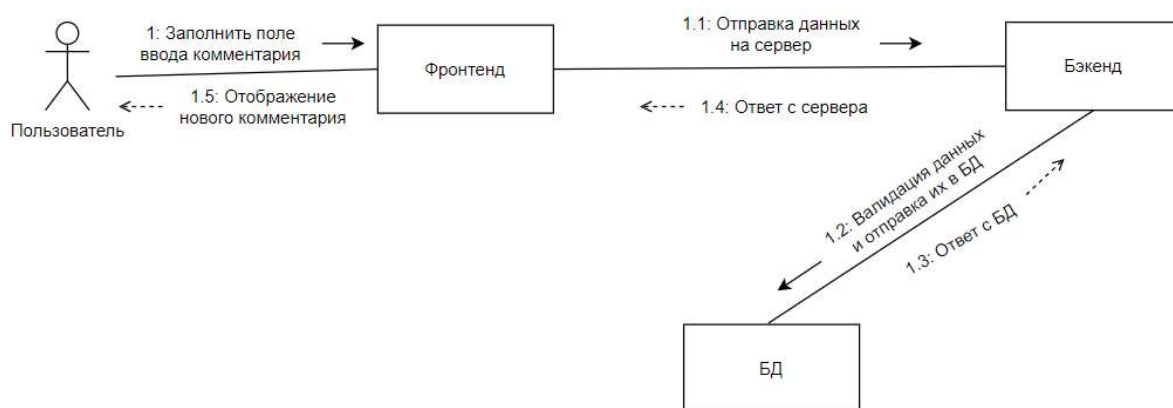 1: Заполнить поле
ввода комментария
1.1: Отправка данных
на сервер
Фронтенд
Бэкенд
1.5: Отображение
нового комментария
1.4: Ответ с сервера
Пользователь
1.2: Валидация данных
и отправка их в БД
1.3: Ответ с БД
БД